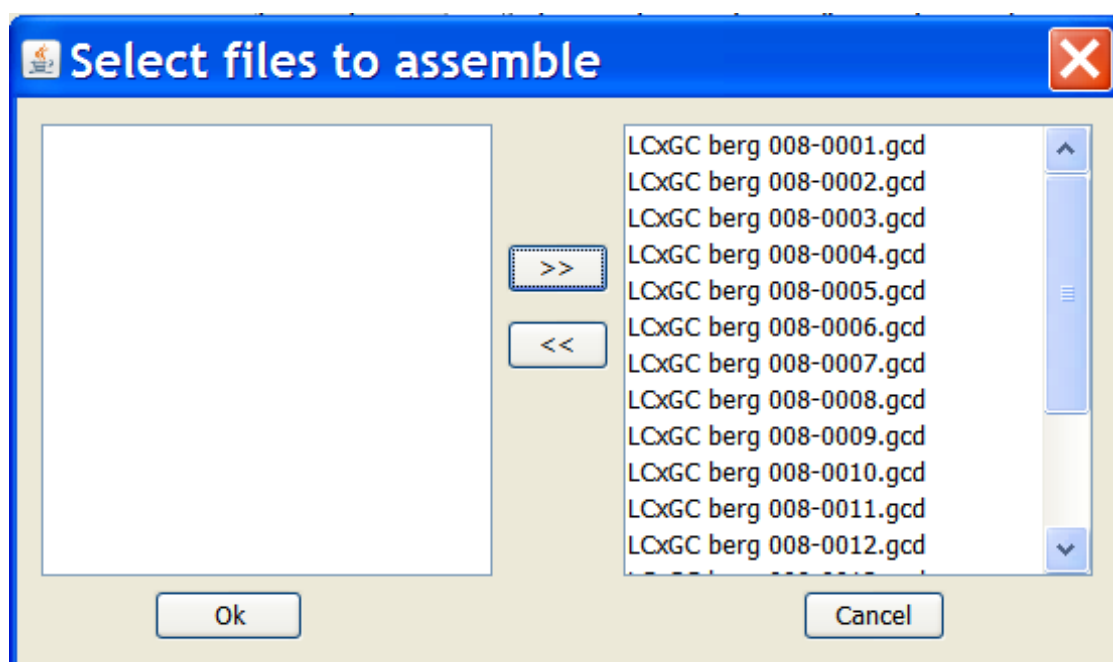 Select files to assemble
LCxGC berg 008-0001.gcd
LCxGC berg 008-0002.gcd
LCxGC berg 008-0003.gcd
LCxGC berg 008-0004.gcd
LCxGC berg 008-0005.gcd
LCxGC berg 008-0006.gcd
LCxGC berg 008-0007.gcd
LCxGC berg 008-0008.gcd
LCxGC berg 008-0009.gcd
LCxGC berg 008-0010.gcd
LCxGC berg 008-0011.gcd
LCxGC berg 008-0012.gcd
>>
<<
Ok
Cancel